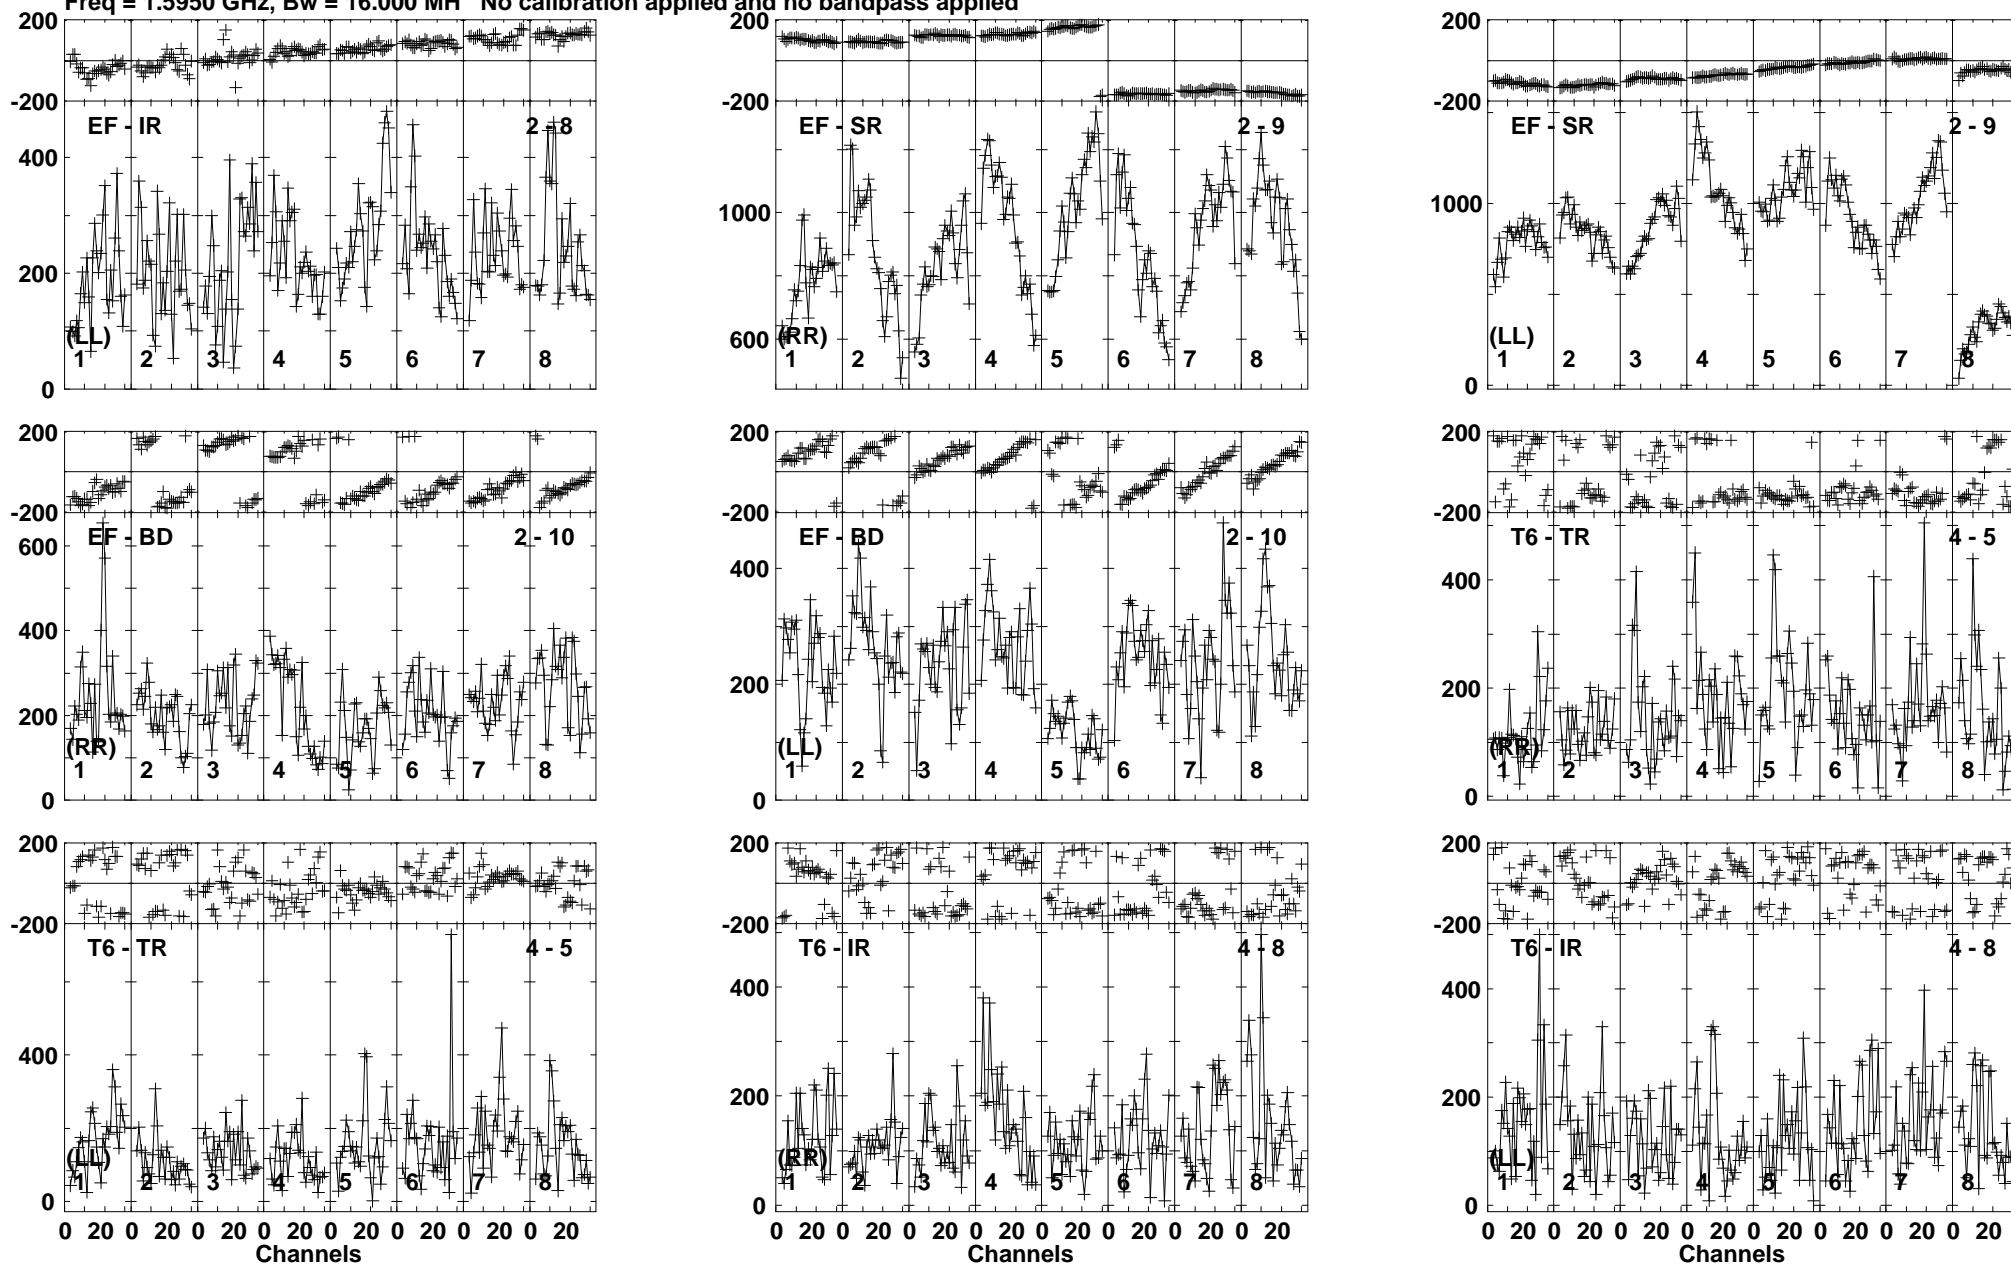 Freq = 1.5950 GHz, Bw = 16.000 MH No calibration applied and no bandpass applied
200 200 200
-200 -200 -200
EF - IR 2 - 8 EF - SR 2 - 9 EF - SR 2 - 9
400
1000 1000
200
600
(LL) (RR) (LL)
1 2 3 4 5 6 7 8 1 2 3 4 5 6 7 8 1 2 3 4 5 6 7 8
0 0
200 200 200
-200 -200 -200
EF - BD 2 - 10 EF - BD 2 - 10 T6 - TR 4 - 5
600
400 400
400
200 200 200
(RR) (LL) (RR)
1 2 3 4 5 6 7 8 1 2 3 4 5 6 7 8 1 2 3 4 5 6 7 8
0 0 0
200 200 200
-200 -200 -200
T6 - TR 4 - 5 T6 - IR 4 - 8 T6 - IR 4 - 8
400 400
400
200 200
(LL) (RR) (LL)
1 2 3 4 5 6 7 8 1 2 3 4 5 6 7 8 1 2 3 4 5 6 7 8
0 0 0
0 20 0 20 0 20 0 20 0 20 0 20 0 20 0 20 0 20 0 20 0 20 0 20 0 20 0 20 0 20 0 20 0 20 0 20 0 20 0 20 0 20 0 20 0 20 0 20
Channels Channels Channels